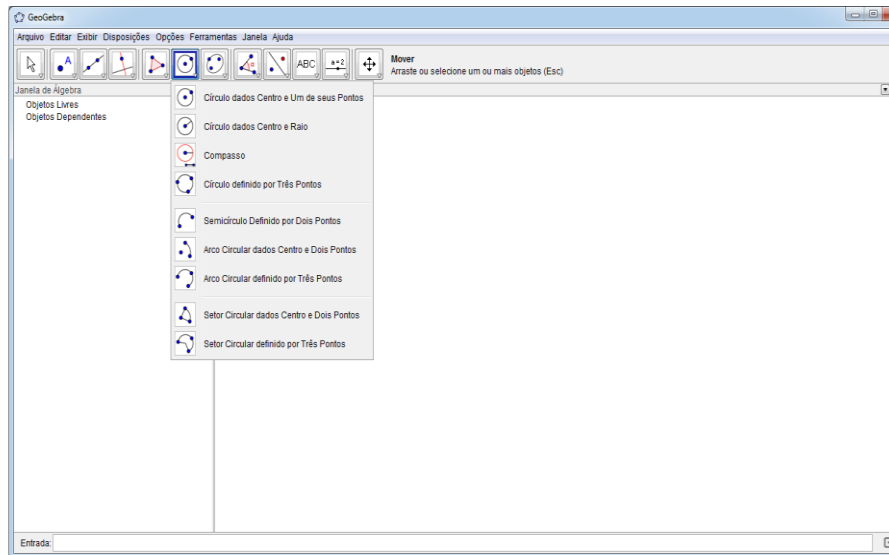 GeoGebra
Arquivo Editar Exibir Disposições Opções Ferramentas Janela Ajuda
A
ABC
a=2
Mover
Arraste ou selecione um ou mais objetos (Esc)
Janela de Álgebra
Objetos Livres
Objetos Dependentes
Círculo dados Centro e Um de seus Pontos
Círculo dados Centro e Raio
Compasso
Círculo definido por Três Pontos
Semicírculo Definido por Dois Pontos
Arco Circular dados Centro e Dois Pontos
Arco Circular definido por Três Pontos
Setor Circular dados Centro e Dois Pontos
Setor Circular definido por Três Pontos
Entrada: